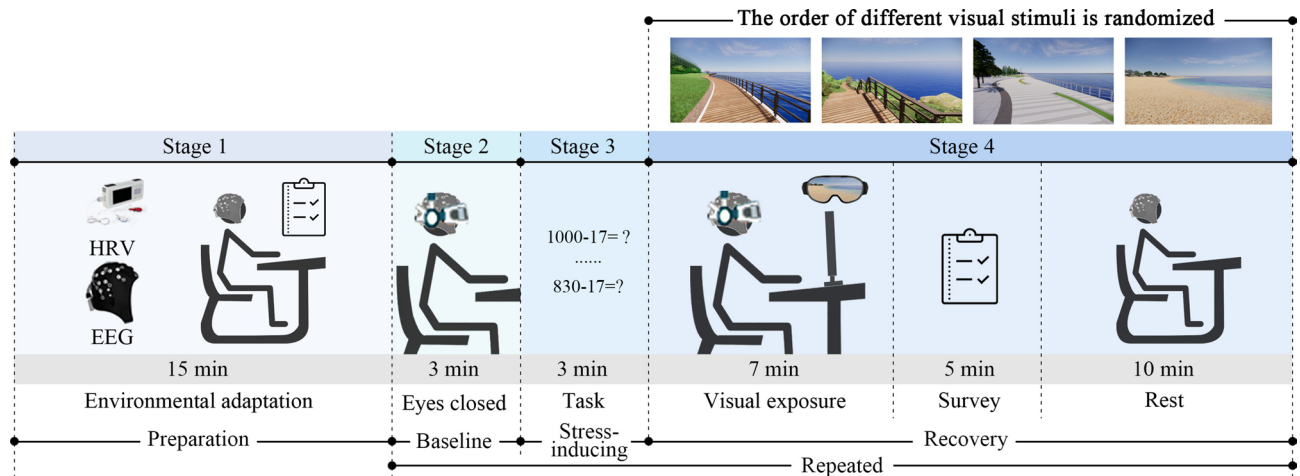 The order of different visual stimuli is randomized
Stage 1
Stage 2
Stage 3
Stage 4
HRV
EEG
1000-17= ?
......
830-17=?
15 min
3 min
3 min
7 min
5 min
10 min
Environmental adaptation
Eyes closed
Task
Visual exposure
Survey
Rest
Preparation
Baseline
Stress-
inducing
Recovery
Repeated